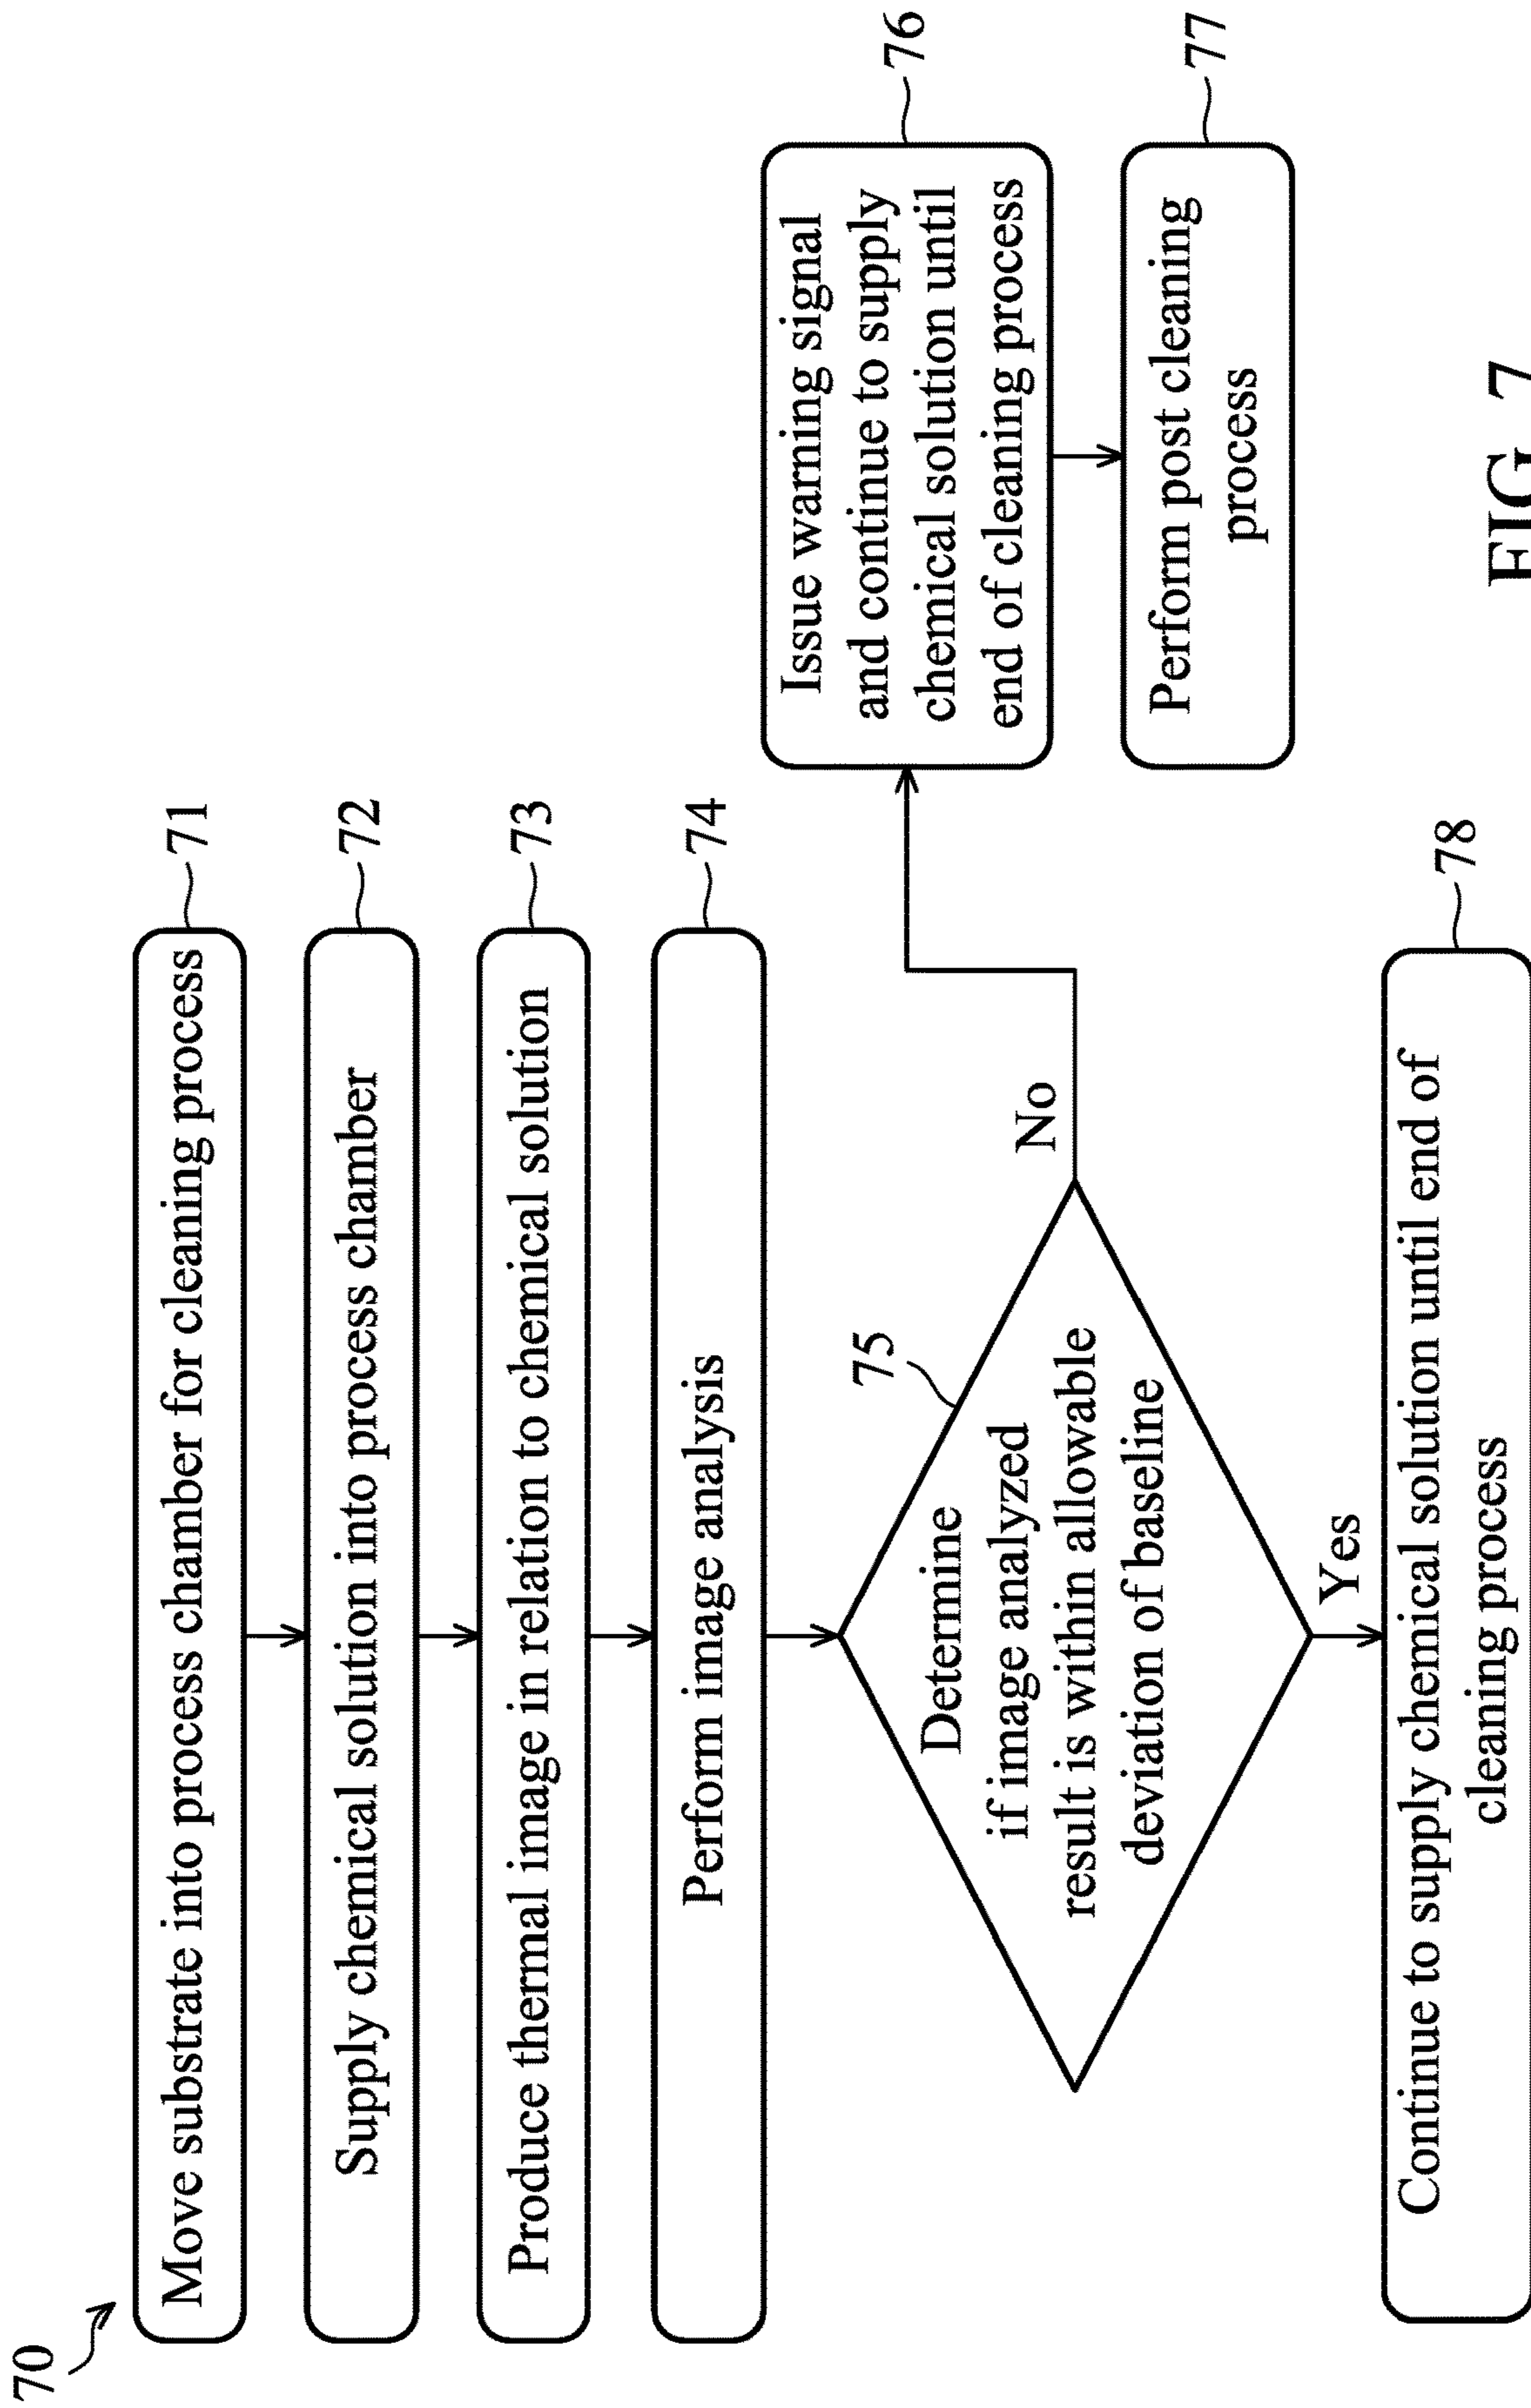 70
Move substrate into process chamber for cleaning process
71
Supply chemical solution into process chamber
72
Produce thermal image in relation to chemical solution
73
Perform image analysis
74
Determine
if image analyzed
result is within allowable
deviation of baseline
75
No
Issue warning signal
and continue to supply
chemical solution until
end of cleaning process
76
Perform post cleaning
process
77
Yes
Continue to supply chemical solution until end of
cleaning process
78
FIG. 7